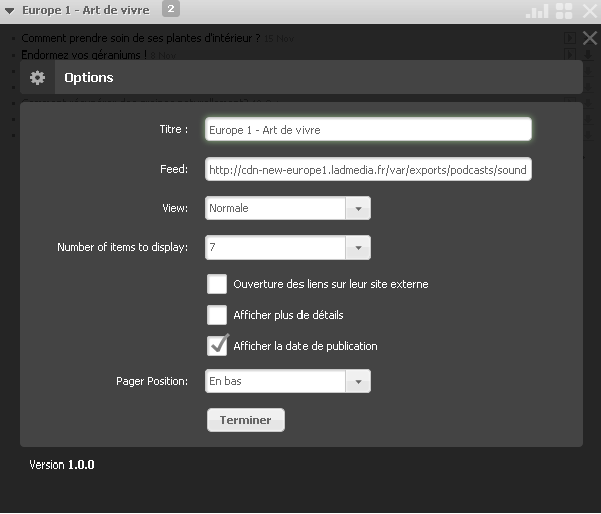 Europe 1 - Art de vivre 2
Comment prendre soin de ses plantes d'intérieur ?
Endormez vos géraniums !
Options
Titre : Europe 1 - Art de vivre
Feed: http://cdn-new-europe1.ladmedia.fr/var/exports/podcasts/sound
View: Normale
Number of items to display: 7
Ouverture des liens sur leur site externe
Afficher plus de détails
Afficher la date de publication
Pager Position: En bas
Terminer
Version 1.0.0